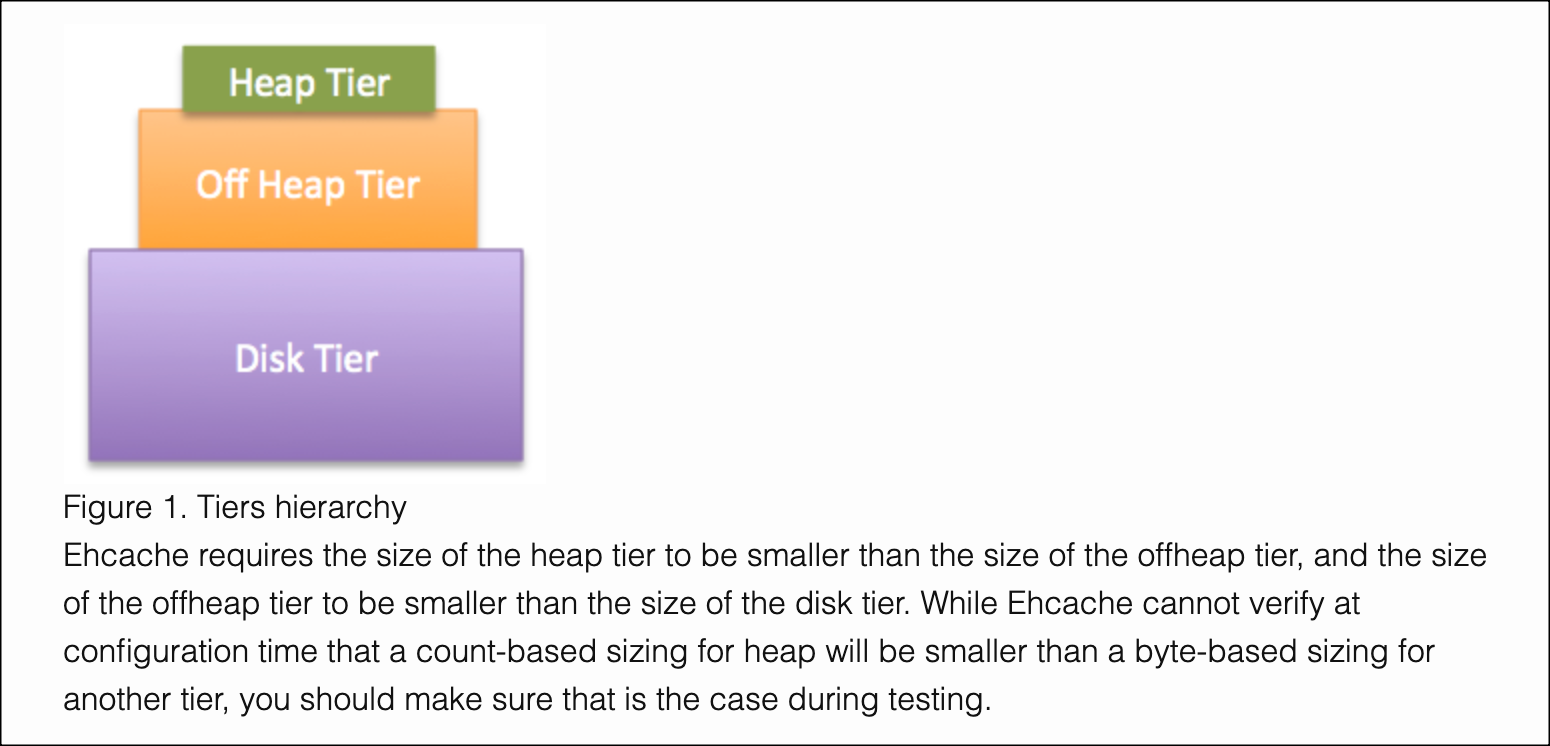 Heap Tier
Off Heap Tier
Disk Tier
Figure 1. Tiers hierarchy
Ehcache requires the size of the heap tier to be smaller than the size of the offheap tier, and the size
of the offheap tier to be smaller than the size of the disk tier. While Ehcache cannot verify at
configuration time that a count-based sizing for heap will be smaller than a byte-based sizing for
another tier, you should make sure that is the case during testing.